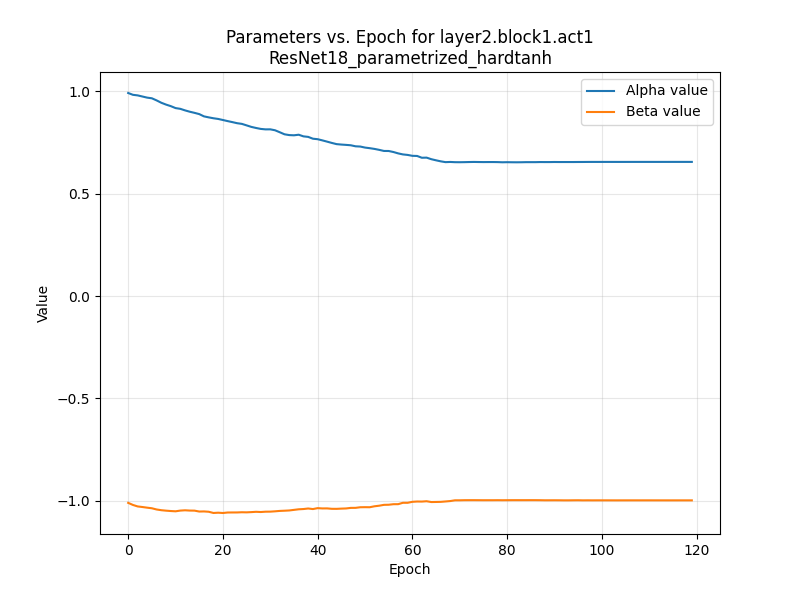 Parameters vs. Epoch for layer2.block1.act1
ResNet18_parametrized_hardtanh
Alpha value
Beta value
1.0
0.5
0.0
−0.5
−1.0
Value
0 20 40 60 80 100 120
Epoch